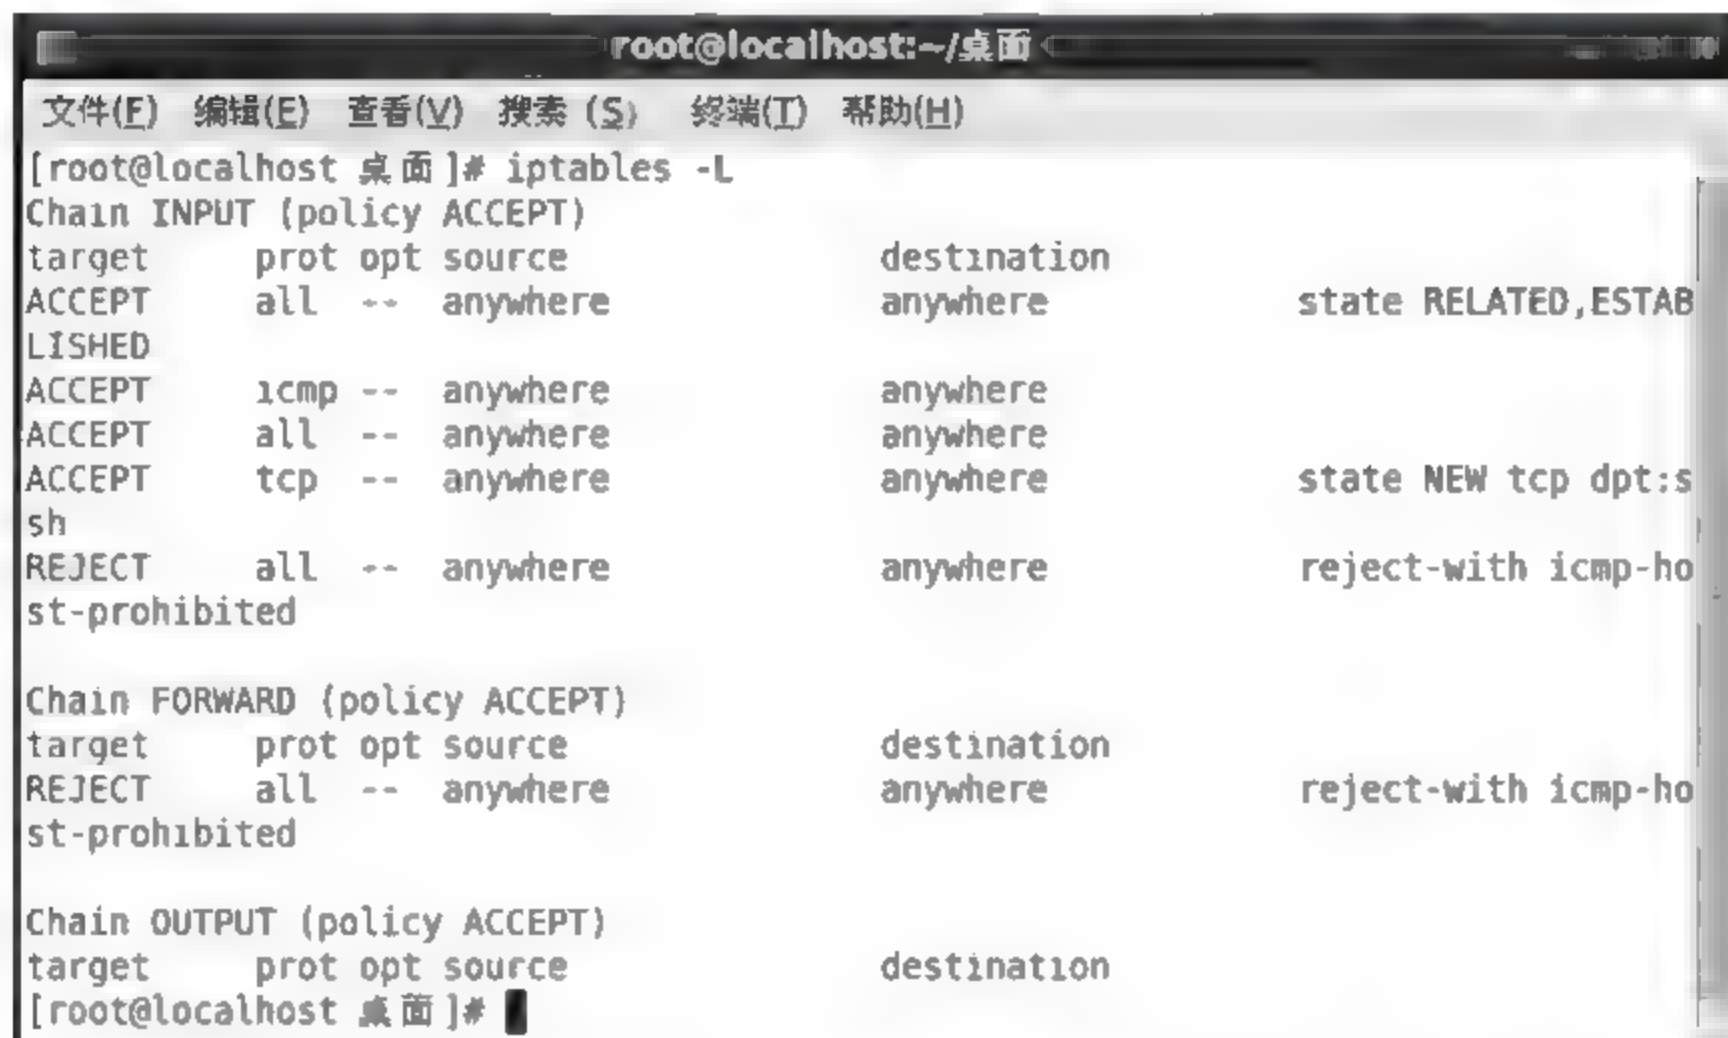 root@localhost:~/桌面
文件(F) 编辑(E) 查看(V) 搜索 (S) 终端(T) 帮助(H)
[root@localhost 桌面]# iptables -L
Chain INPUT (policy ACCEPT)
target     prot opt source               destination
ACCEPT     all  --  anywhere             anywhere            state RELATED,ESTAB
LISHED
ACCEPT     icmp --  anywhere             anywhere
ACCEPT     all  --  anywhere             anywhere
ACCEPT     tcp  --  anywhere             anywhere            state NEW tcp dpt:s
sh
REJECT     all  --  anywhere             anywhere            reject-with icmp-ho
st-prohibited
Chain FORWARD (policy ACCEPT)
target     prot opt source               destination
REJECT     all  --  anywhere             anywhere            reject-with icmp-ho
st-prohibited
Chain OUTPUT (policy ACCEPT)
target     prot opt source               destination
[root@localhost 桌面]#